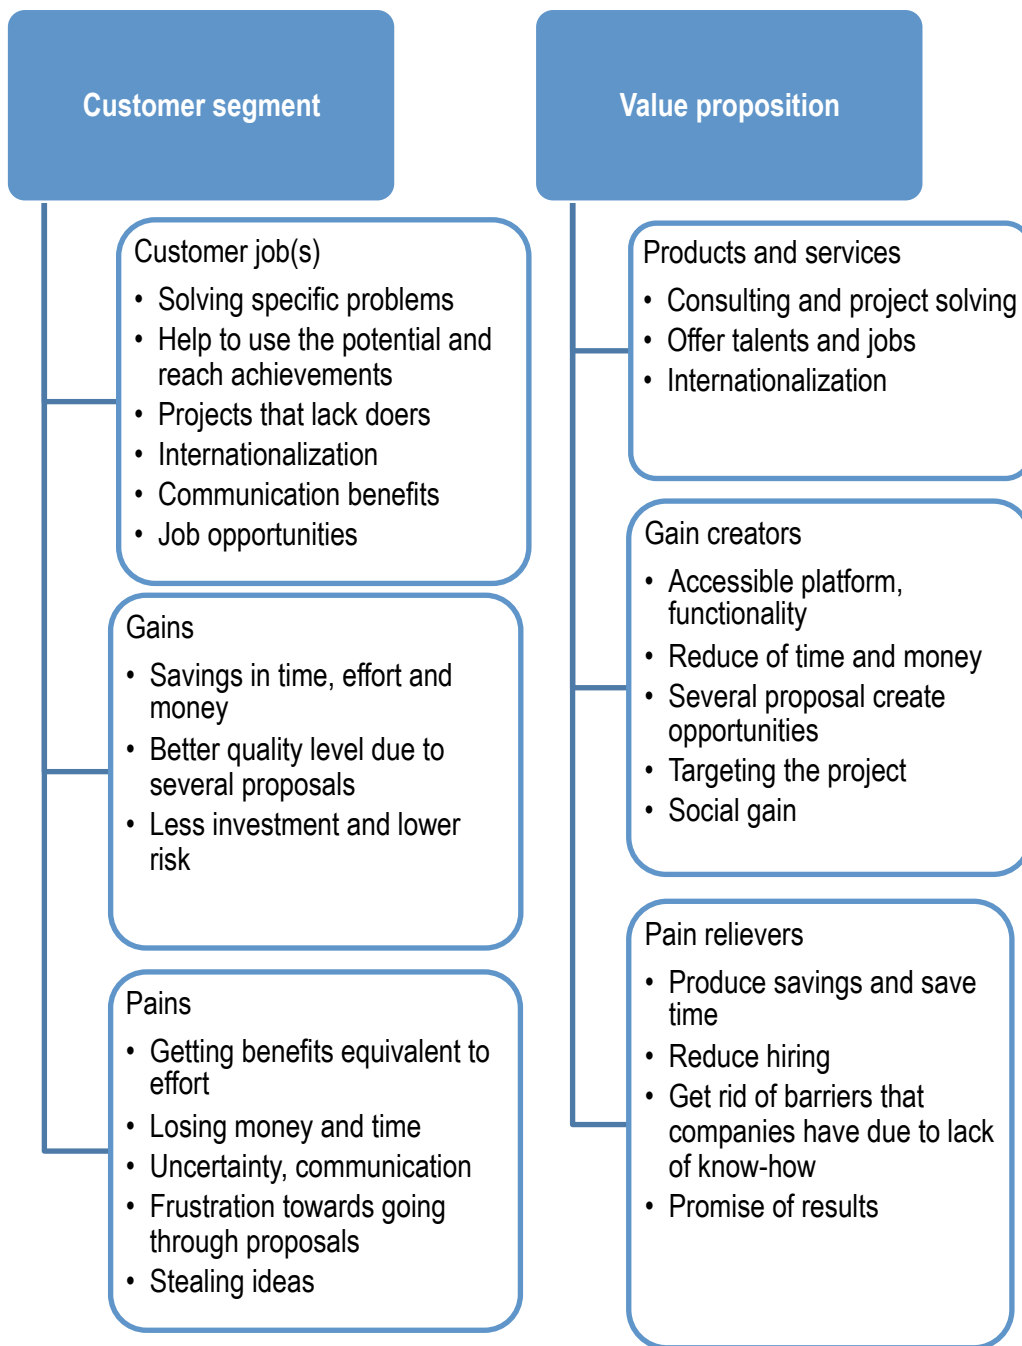 Customer segment
Customer job(s)
• Solving specific problems
• Help to use the potential and
reach achievements
• Projects that lack doers
• Internationalization
• Communication benefits
• Job opportunities
Gains
• Savings in time, effort and
money
• Better quality level due to
several proposals
• Less investment and lower
risk
Pains
• Getting benefits equivalent to
effort
• Losing money and time
• Uncertainty, communication
• Frustration towards going
through proposals
• Stealing ideas
Value proposition
Products and services
• Consulting and project solving
• Offer talents and jobs
• Internationalization
Gain creators
• Accessible platform,
functionality
• Reduce of time and money
• Several proposal create
opportunities
• Targeting the project
• Social gain
Pain relievers
• Produce savings and save
time
• Reduce hiring
• Get rid of barriers that
companies have due to lack
of know-how
• Promise of results